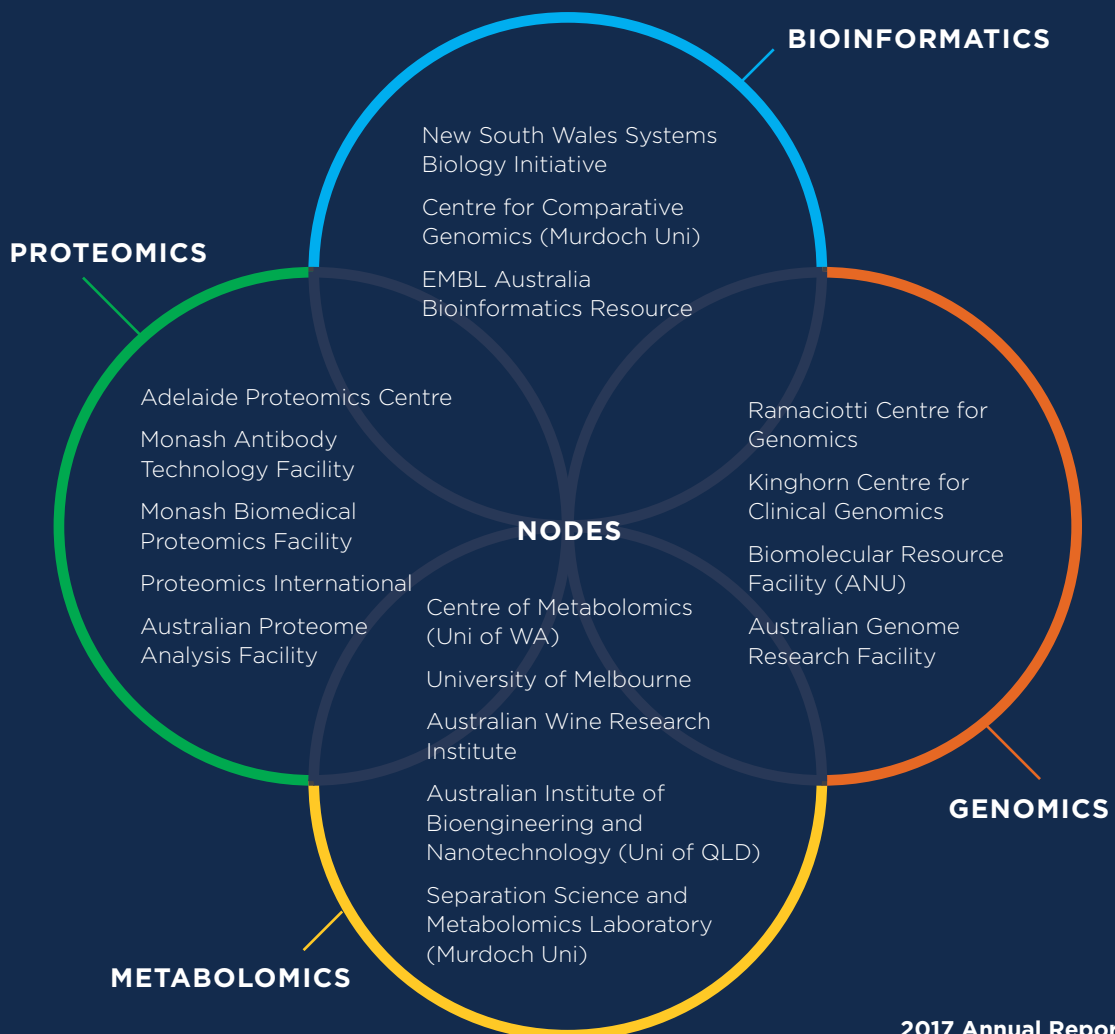 BIOINFORMATICS
New South Wales Systems
Biology Initiative
Centre for Comparative
Genomics (Murdoch Uni)
EMBL Australia
Bioinformatics Resource
PROTEOMICS
Adelaide Proteomics Centre
Monash Antibody
Technology Facility
Monash Biomedical
Proteomics Facility
Proteomics International
Australian Proteome
Analysis Facility
Ramaciotti Centre for
Genomics
Kinghorn Centre for
Clinical Genomics
Biomolecular Resource
Facility (ANU)
Australian Genome
Research Facility
GENOMICS
NODES
Centre of Metabolomics
(Uni of WA)
University of Melbourne
Australian Wine Research
Institute
Australian Institute of
Bioengineering and
Nanotechnology (Uni of QLD)
Separation Science and
Metabolomics Laboratory
(Murdoch Uni)
METABOLOMICS
2017 Annual Repor